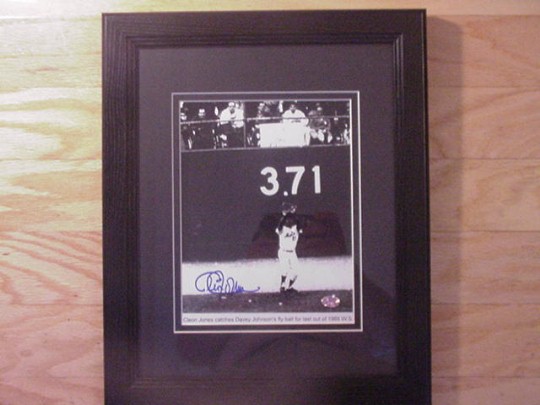 3.71
Cleon Jones catches Davey Johnson's fly ball for last out of 1969 W.S.